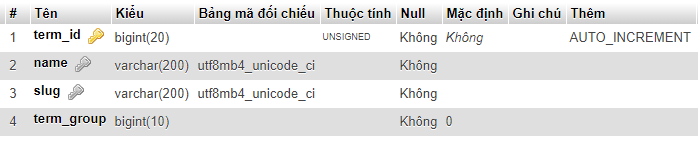 # Tên Kiểu Bảng mã đối chiếu Thuộc tính Null Mặc định Ghi chú Thêm
1 term_id bigint(20) UNSIGNED Không Không AUTO_INCREMENT
2 name varchar(200) utf8mb4_unicode_ci Không
3 slug varchar(200) utf8mb4_unicode_ci Không
4 term_group bigint(10) Không 0